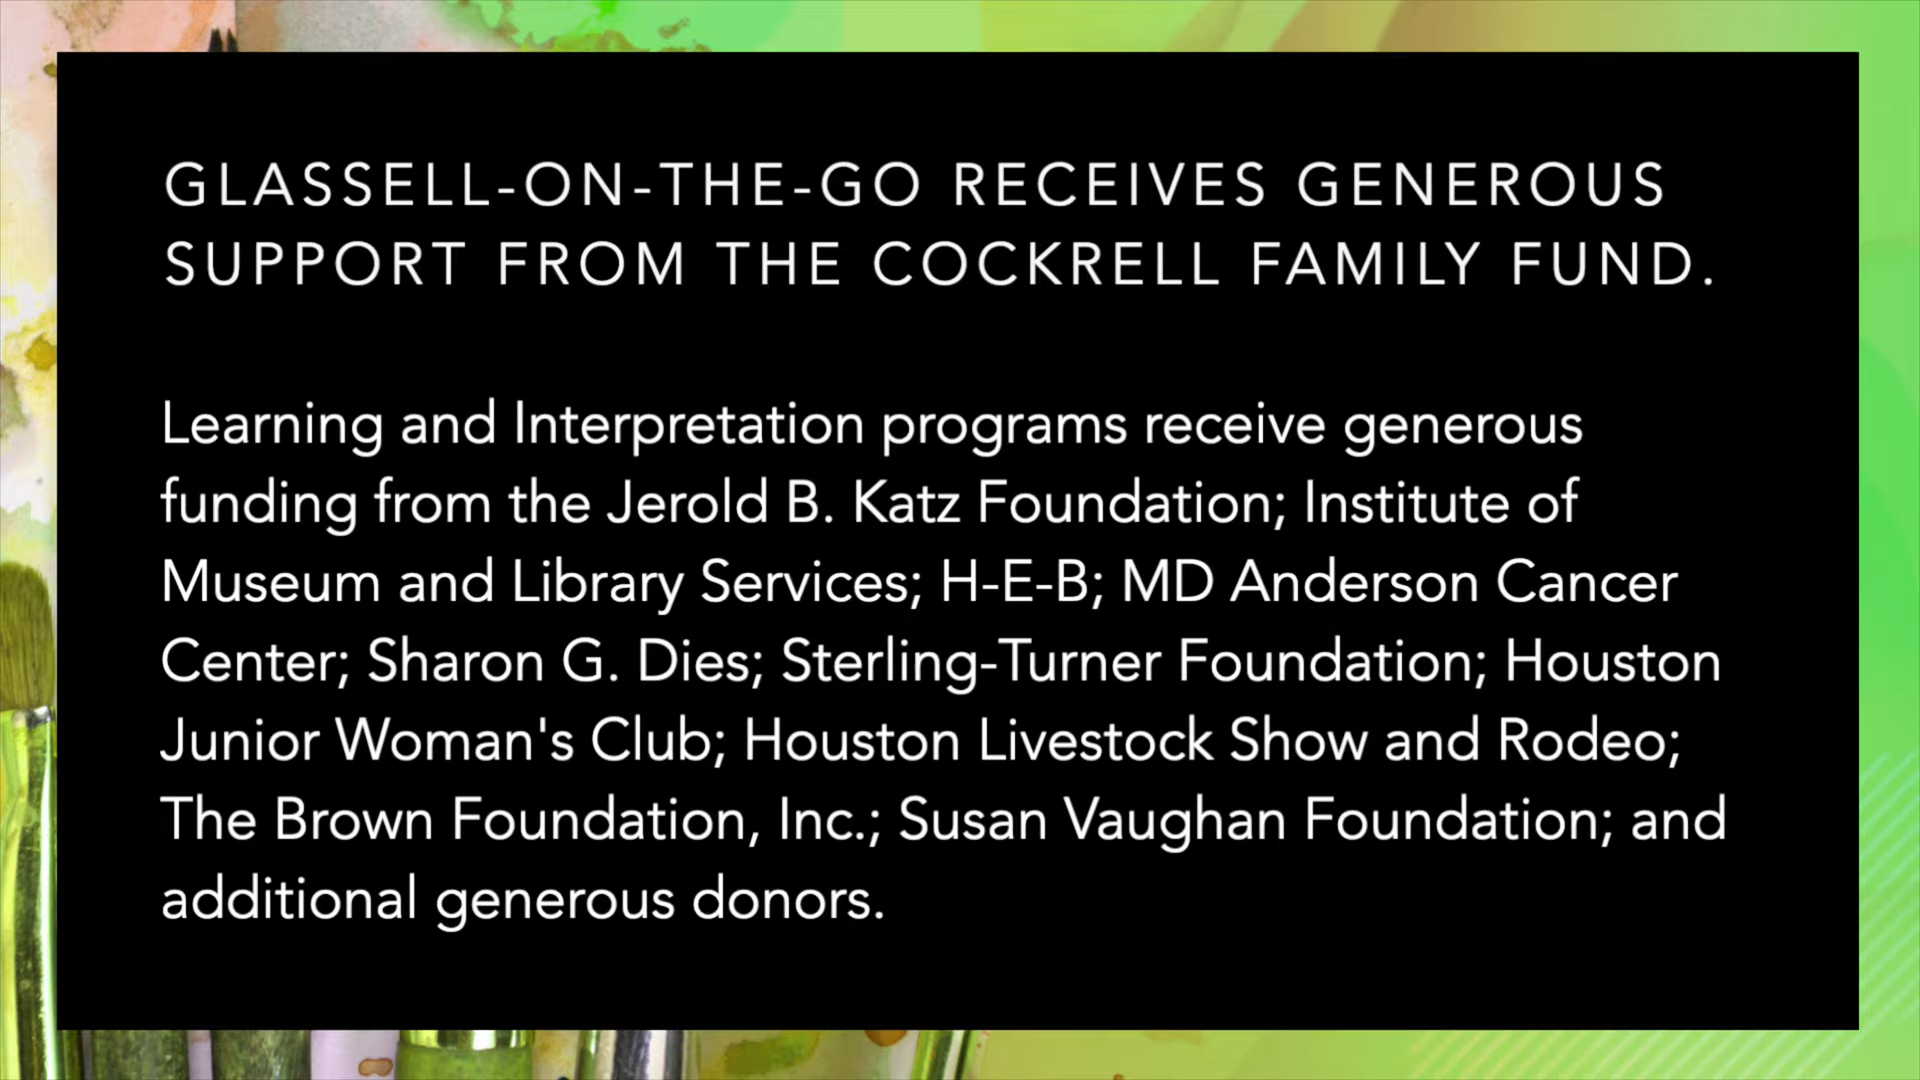 GLASSELL-ON-THE-GO RECEIVES GENEROUS
SUPPORT FROM THE COCKRELL FAMILY FUND.
Learning and Interpretation programs receive generous
funding from the Jerold B. Katz Foundation; Institute of
Museum and Library Services; H-E-B; MD Anderson Cancer
Center; Sharon G. Dies; Sterling-Turner Foundation; Houston
Junior Woman's Club; Houston Livestock Show and Rodeo;
The Brown Foundation, Inc.; Susan Vaughan Foundation; and
additional generous donors.